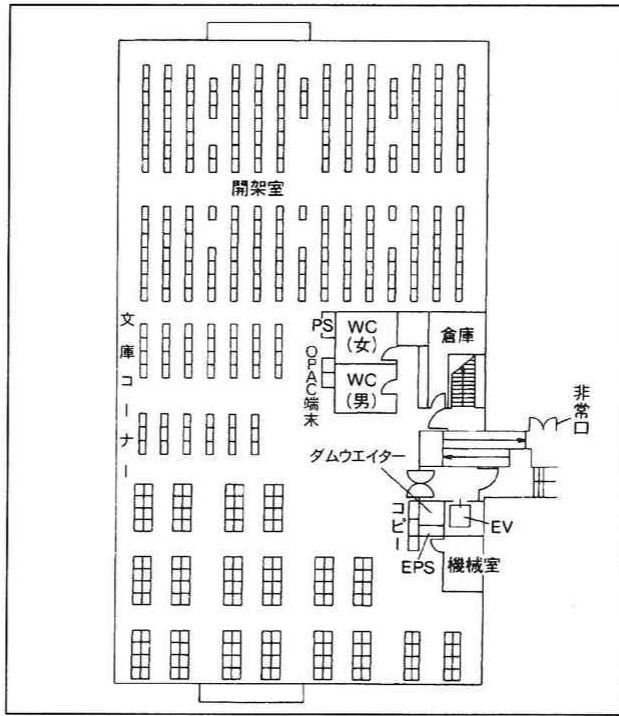 開架室
文庫コーナー
PS
WC
(女)
倉庫
OPAC端末
WC
(男)
非常口
ダムウエイター
コピー
EV
EPS
機械室